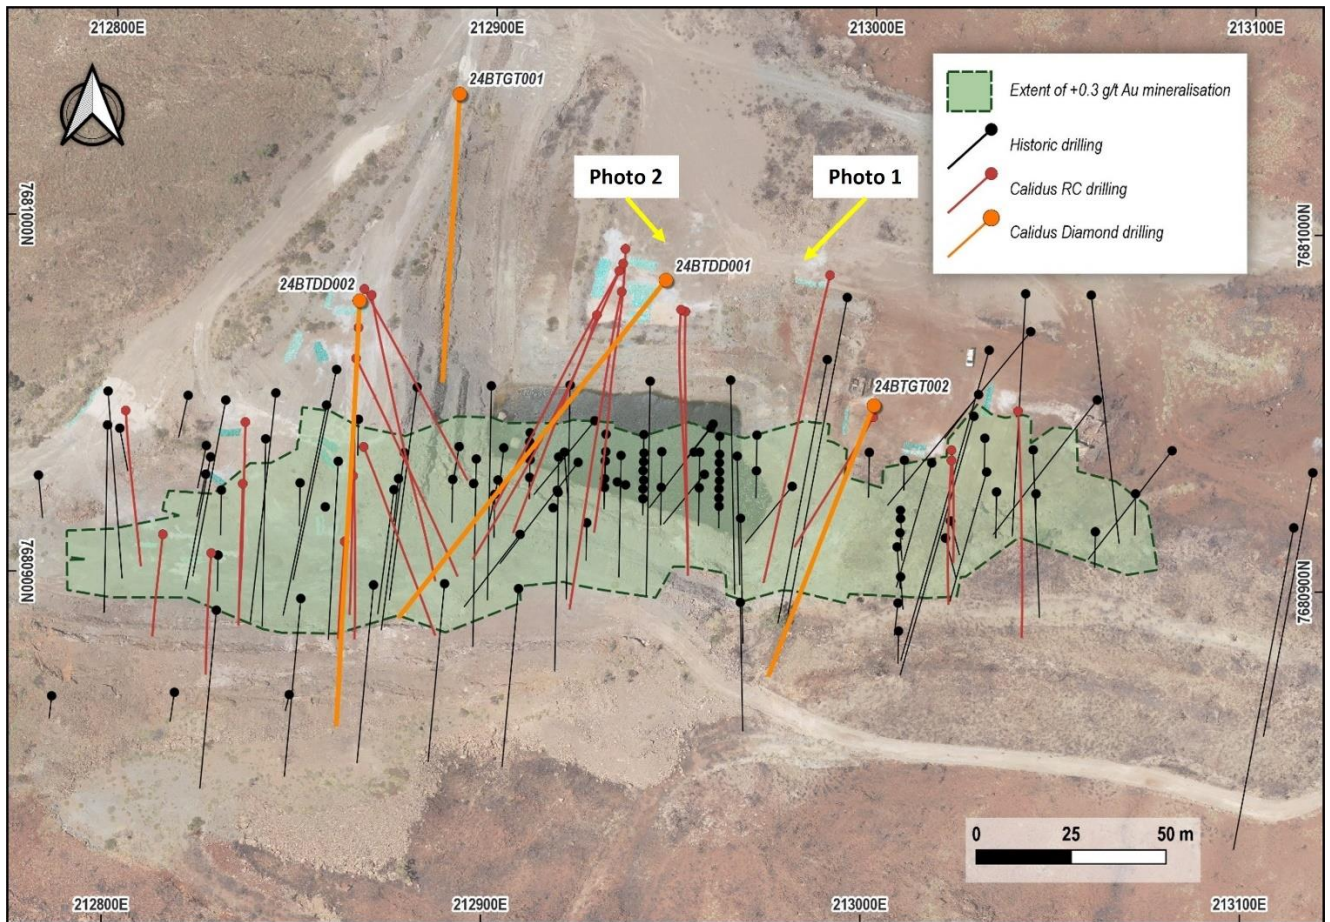 212800E
212900E
213000E
213100E
24BTGT001
Extent of +0.3 g/t Au mineralisation
Historic drilling
Calidus RC drilling
Calidus Diamond drilling
Photo 2
Photo 1
7681000N
7681000N
24BTDD002
24BTDD001
24BTGT002
7680900N
7680900N
0 25 50 m
212800E
212900E
213000E
213100E